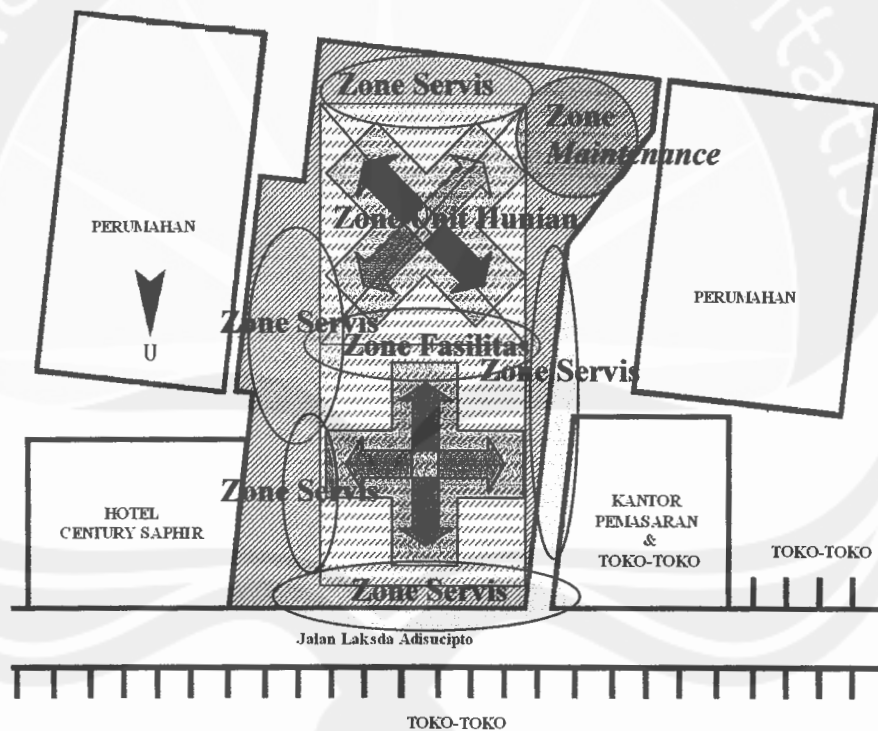 Zone Servis
Zone
Maintenance
Zone Unit Hunian
PERUMAHAN
U
PERUMAHAN
Zone Servis
Zone Fasilitas
Zone Servis
Zone Servis
HOTEL
CENTURY SAPHIR
KANTOR
PEMASARAN
&
TOKO-TOKO
TOKO-TOKO
Zone Servis
Jalan Laksda Adisucipto
TOKO-TOKO